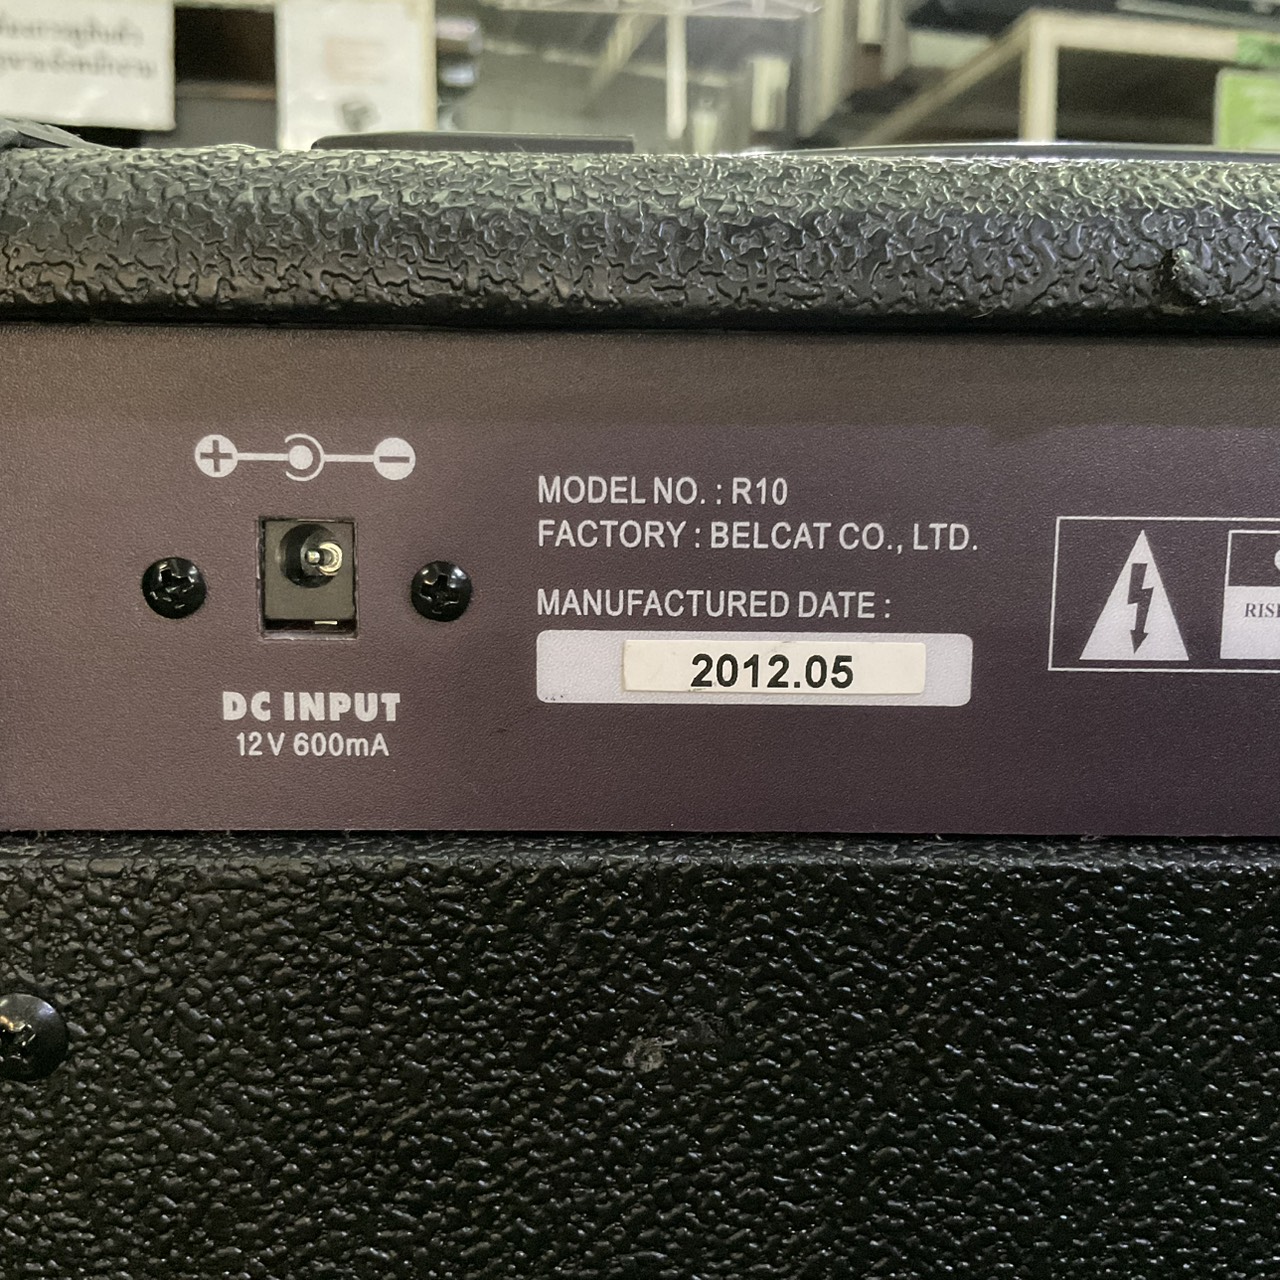 MODEL NO. : R10
FACTORY : BELCAT CO., LTD.
MANUFACTURED DATE :
2012.05
DC INPUT
12V 600mA